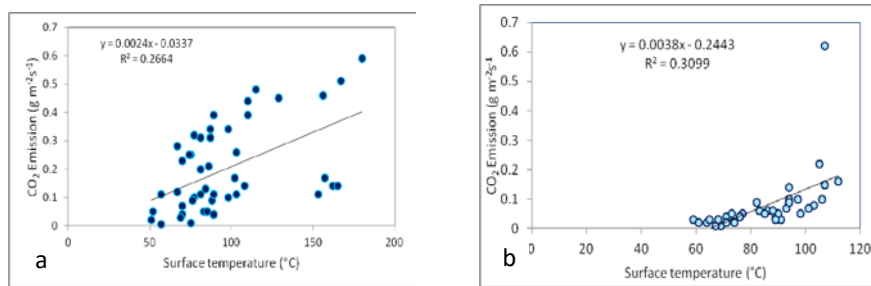 y = 0.0024x - 0.0337
R² = 0.2664
CO₂ Emission (g m⁻²s⁻¹)
0.7
0.6
0.5
0.4
0.3
0.2
0.1
0
0 50 100 150 200
Surface temperature (°C)
a
y = 0.0038x - 0.2443
R² = 0.3099
CO₂ Emission (g m⁻²s⁻¹)
0.7
0.6
0.5
0.4
0.3
0.2
0.1
0
0 20 40 60 80 100 120
Surface temperature (°C)
b